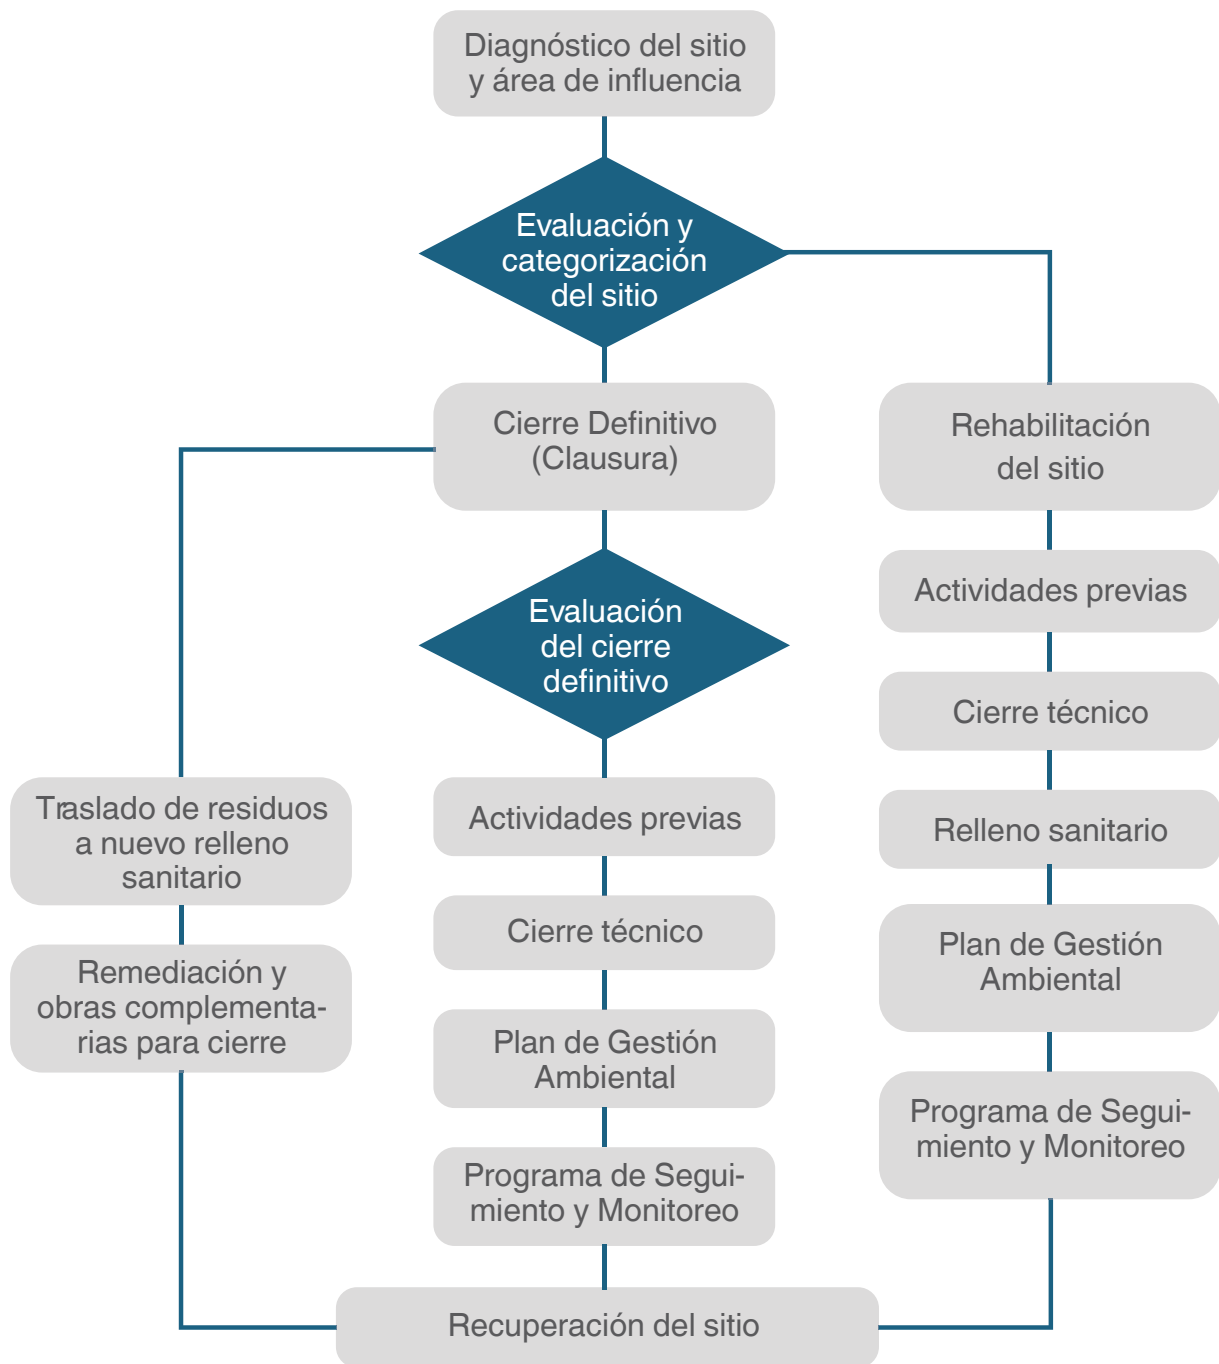 Diagnóstico del sitio
y área de influencia
Evaluación y
categorización
del sitio
Cierre Definitivo
(Clausura)
Rehabilitación
del sitio
Evaluación
del cierre
definitivo
Actividades previas
Cierre técnico
Relleno sanitario
Plan de Gestión
Ambiental
Programa de Segui-
miento y Monitoreo
Traslado de residuos
a nuevo relleno
sanitario
Remediación y
obras complementa-
rias para cierre
Actividades previas
Cierre técnico
Plan de Gestión
Ambiental
Programa de Segui-
miento y Monitoreo
Recuperación del sitio